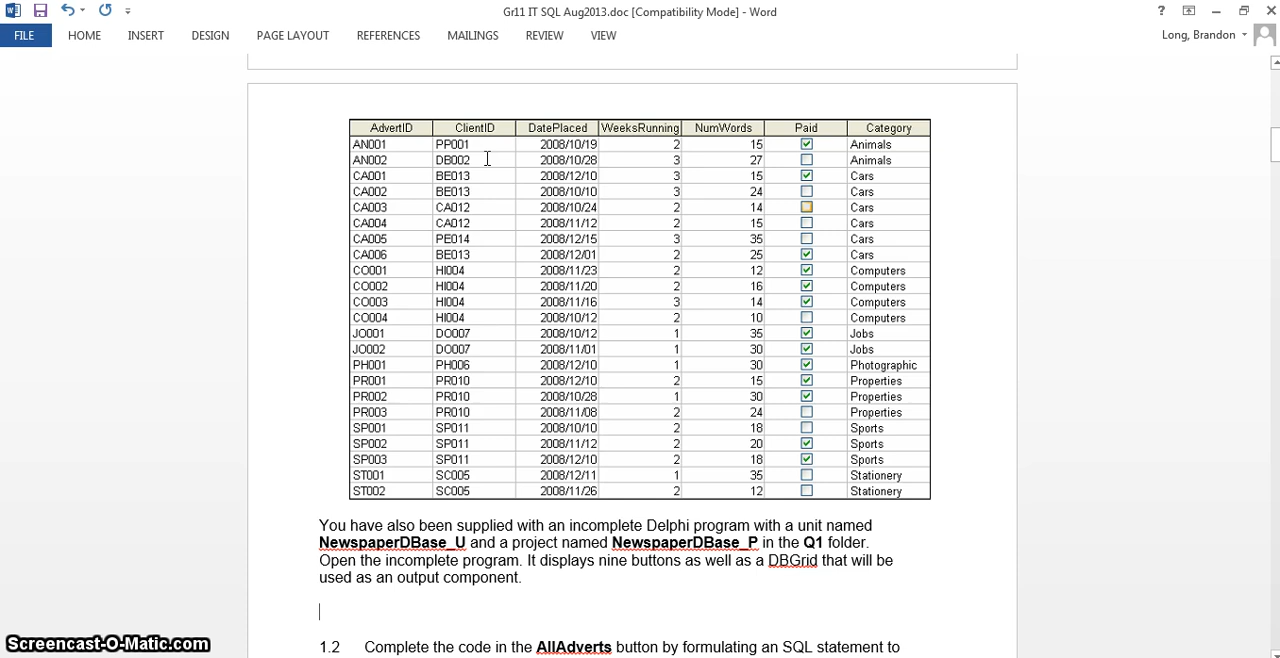 Gr11 IT SQL Aug2013.doc [Compatibility Mode] - Word
FILE HOME INSERT DESIGN PAGE LAYOUT REFERENCES MAILINGS REVIEW VIEW Long, Brandon
AdvertID ClientID DatePlaced WeeksRunning NumWords Paid Category
AN001 PP001 2008/10/19 2 15 Animals
AN002 DB002 2008/10/28 3 27 Animals
CA001 BE013 2008/12/10 3 15 Cars
CA002 BE013 2008/10/10 3 24 Cars
CA003 CA012 2008/10/24 2 14 Cars
CA004 CA012 2008/11/12 2 15 Cars
CA005 PE014 2008/12/15 3 35 Cars
CA006 BE013 2008/12/01 2 25 Cars
CO001 HI004 2008/11/23 2 12 Computers
CO002 HI004 2008/11/20 2 16 Computers
CO003 HI004 2008/11/16 3 14 Computers
CO004 HI004 2008/10/12 2 10 Computers
JO001 DO007 2008/10/12 1 35 Jobs
JO002 DO007 2008/11/01 1 30 Jobs
PH001 PH006 2008/12/10 1 30 Photographic
PR001 PR010 2008/12/10 2 15 Properties
PR002 PR010 2008/10/28 1 30 Properties
PR003 PR010 2008/11/08 2 24 Properties
SP001 SP011 2008/10/10 2 18 Sports
SP002 SP011 2008/11/12 2 20 Sports
SP003 SP011 2008/12/10 2 18 Sports
ST001 SC005 2008/12/11 1 35 Stationery
ST002 SC005 2008/11/26 2 12 Stationery
You have also been supplied with an incomplete Delphi program with a unit named
NewspaperDBase_U and a project named NewspaperDBase_P in the Q1 folder.
Open the incomplete program. It displays nine buttons as well as a DBGrid that will be
used as an output component.
1.2 Complete the code in the AllAdverts button by formulating an SQL statement to
Screencast-O-Matic.com